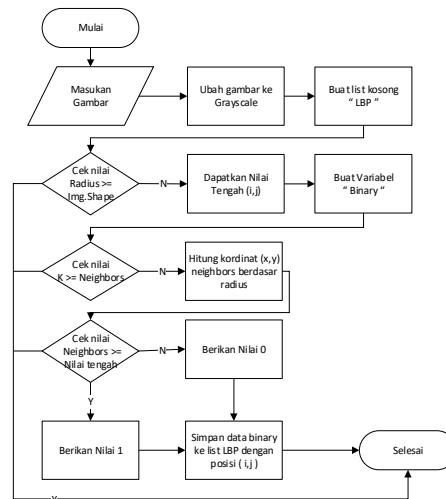 Mulai
Masukan
Gambar
Ubah gambar ke
Grayscale
Buat list kosong
“ LBP ”
Cek nilai
Radius >=
Img.Shape
N
Dapatkan Nilai
Tengah (i,j)
Buat Variabel
“ Binary “
Cek nilai
K >= Neighbors
N
Hitung kordinat (x,y)
neighbors berdasar
radius
Cek nilai
Neighbors >=
Nilai tengah
N
Berikan Nilai 0
Y
Berikan Nilai 1
Simpan data binary
ke list LBP dengan
posisi ( i,j )
Selesai
Y